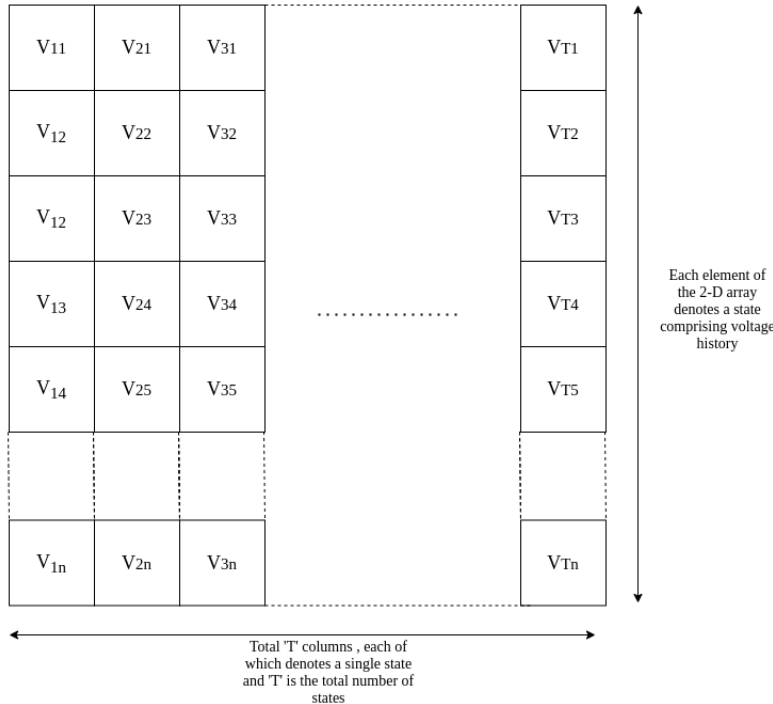 V11 V21 V31 VT1
V12 V22 V32 VT2
V12 V23 V33 VT3
V13 V24 V34 VT4
................
V14 V25 V35 VT5
V1n V2n V3n VTn
Each element of
the 2-D array
denotes a state
comprising voltage
history
Total 'T' columns , each of
which denotes a single state
and 'T' is the total number of
states